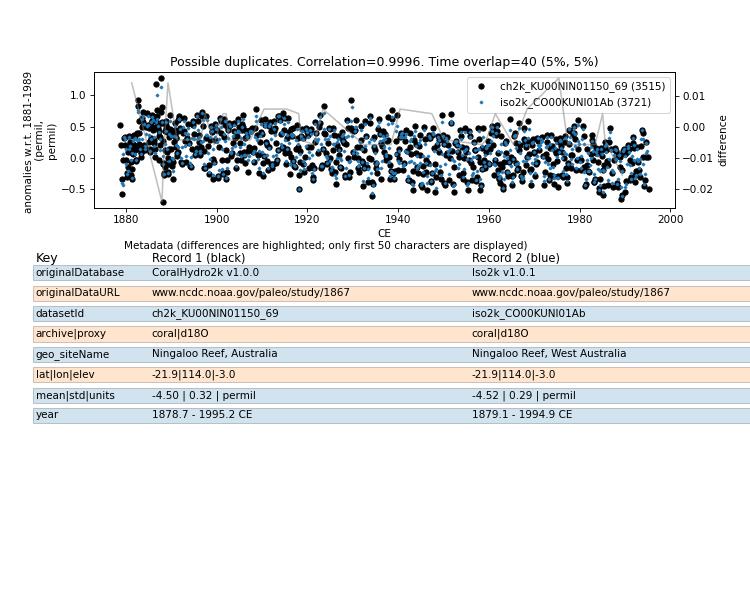 Possible duplicates. Correlation=0.9996. Time overlap=40 (5%, 5%)
anomalies w.r.t. 1881-1989
(permil,
permil)
1.0
0.5
0.0
−0.5
ch2k_KU00NIN01150_69 (3515)
iso2k_CO00KUNI01Ab (3721)
0.01
0.00
−0.01
−0.02
difference
1880 1900 1920 1940 1960 1980 2000
CE
Metadata (differences are highlighted; only first 50 characters are displayed)
Key Record 1 (black) Record 2 (blue)
originalDatabase CoralHydro2k v1.0.0 Iso2k v1.0.1
originalDataURL www.ncdc.noaa.gov/paleo/study/1867 www.ncdc.noaa.gov/paleo/study/1867
datasetId ch2k_KU00NIN01150_69 iso2k_CO00KUNI01Ab
archive|proxy coral|d18O coral|d18O
geo_siteName Ningaloo Reef, Australia Ningaloo Reef, West Australia
lat|lon|elev -21.9|114.0|-3.0 -21.9|114.0|-3.0
mean|std|units -4.50 | 0.32 | permil -4.52 | 0.29 | permil
year 1878.7 - 1995.2 CE 1879.1 - 1994.9 CE